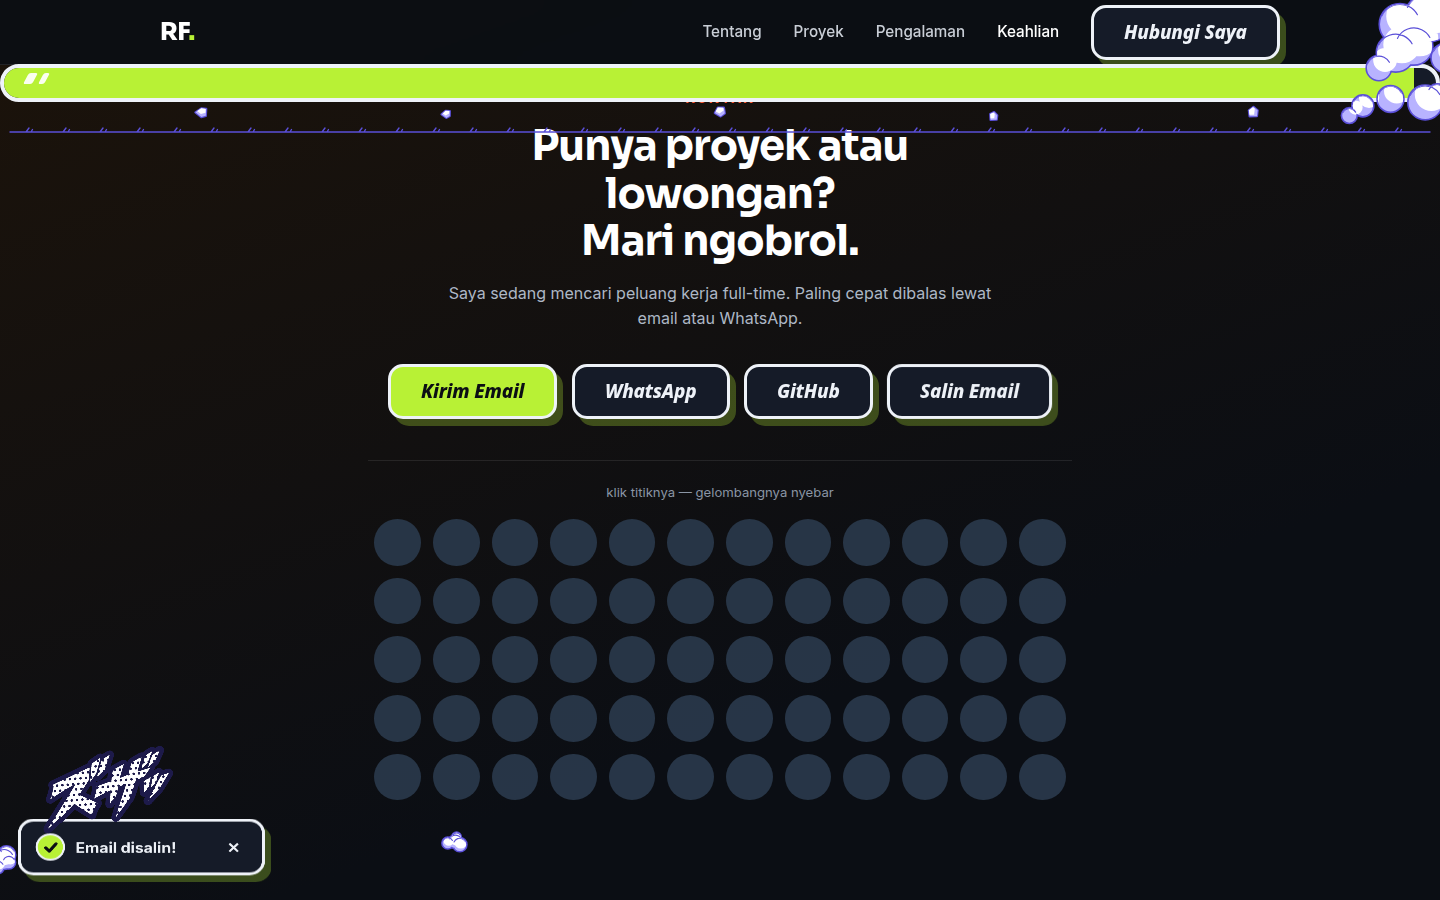 RF.
Tentang
Proyek
Pengalaman
Keahlian
Hubungi Saya
Punya proyek atau
lowongan?
Mari ngobrol.
Saya sedang mencari peluang kerja full-time. Paling cepat dibalas lewat
email atau WhatsApp.
Kirim Email
WhatsApp
GitHub
Salin Email
klik titiknya — gelombangnya nyebar
Email disalin!